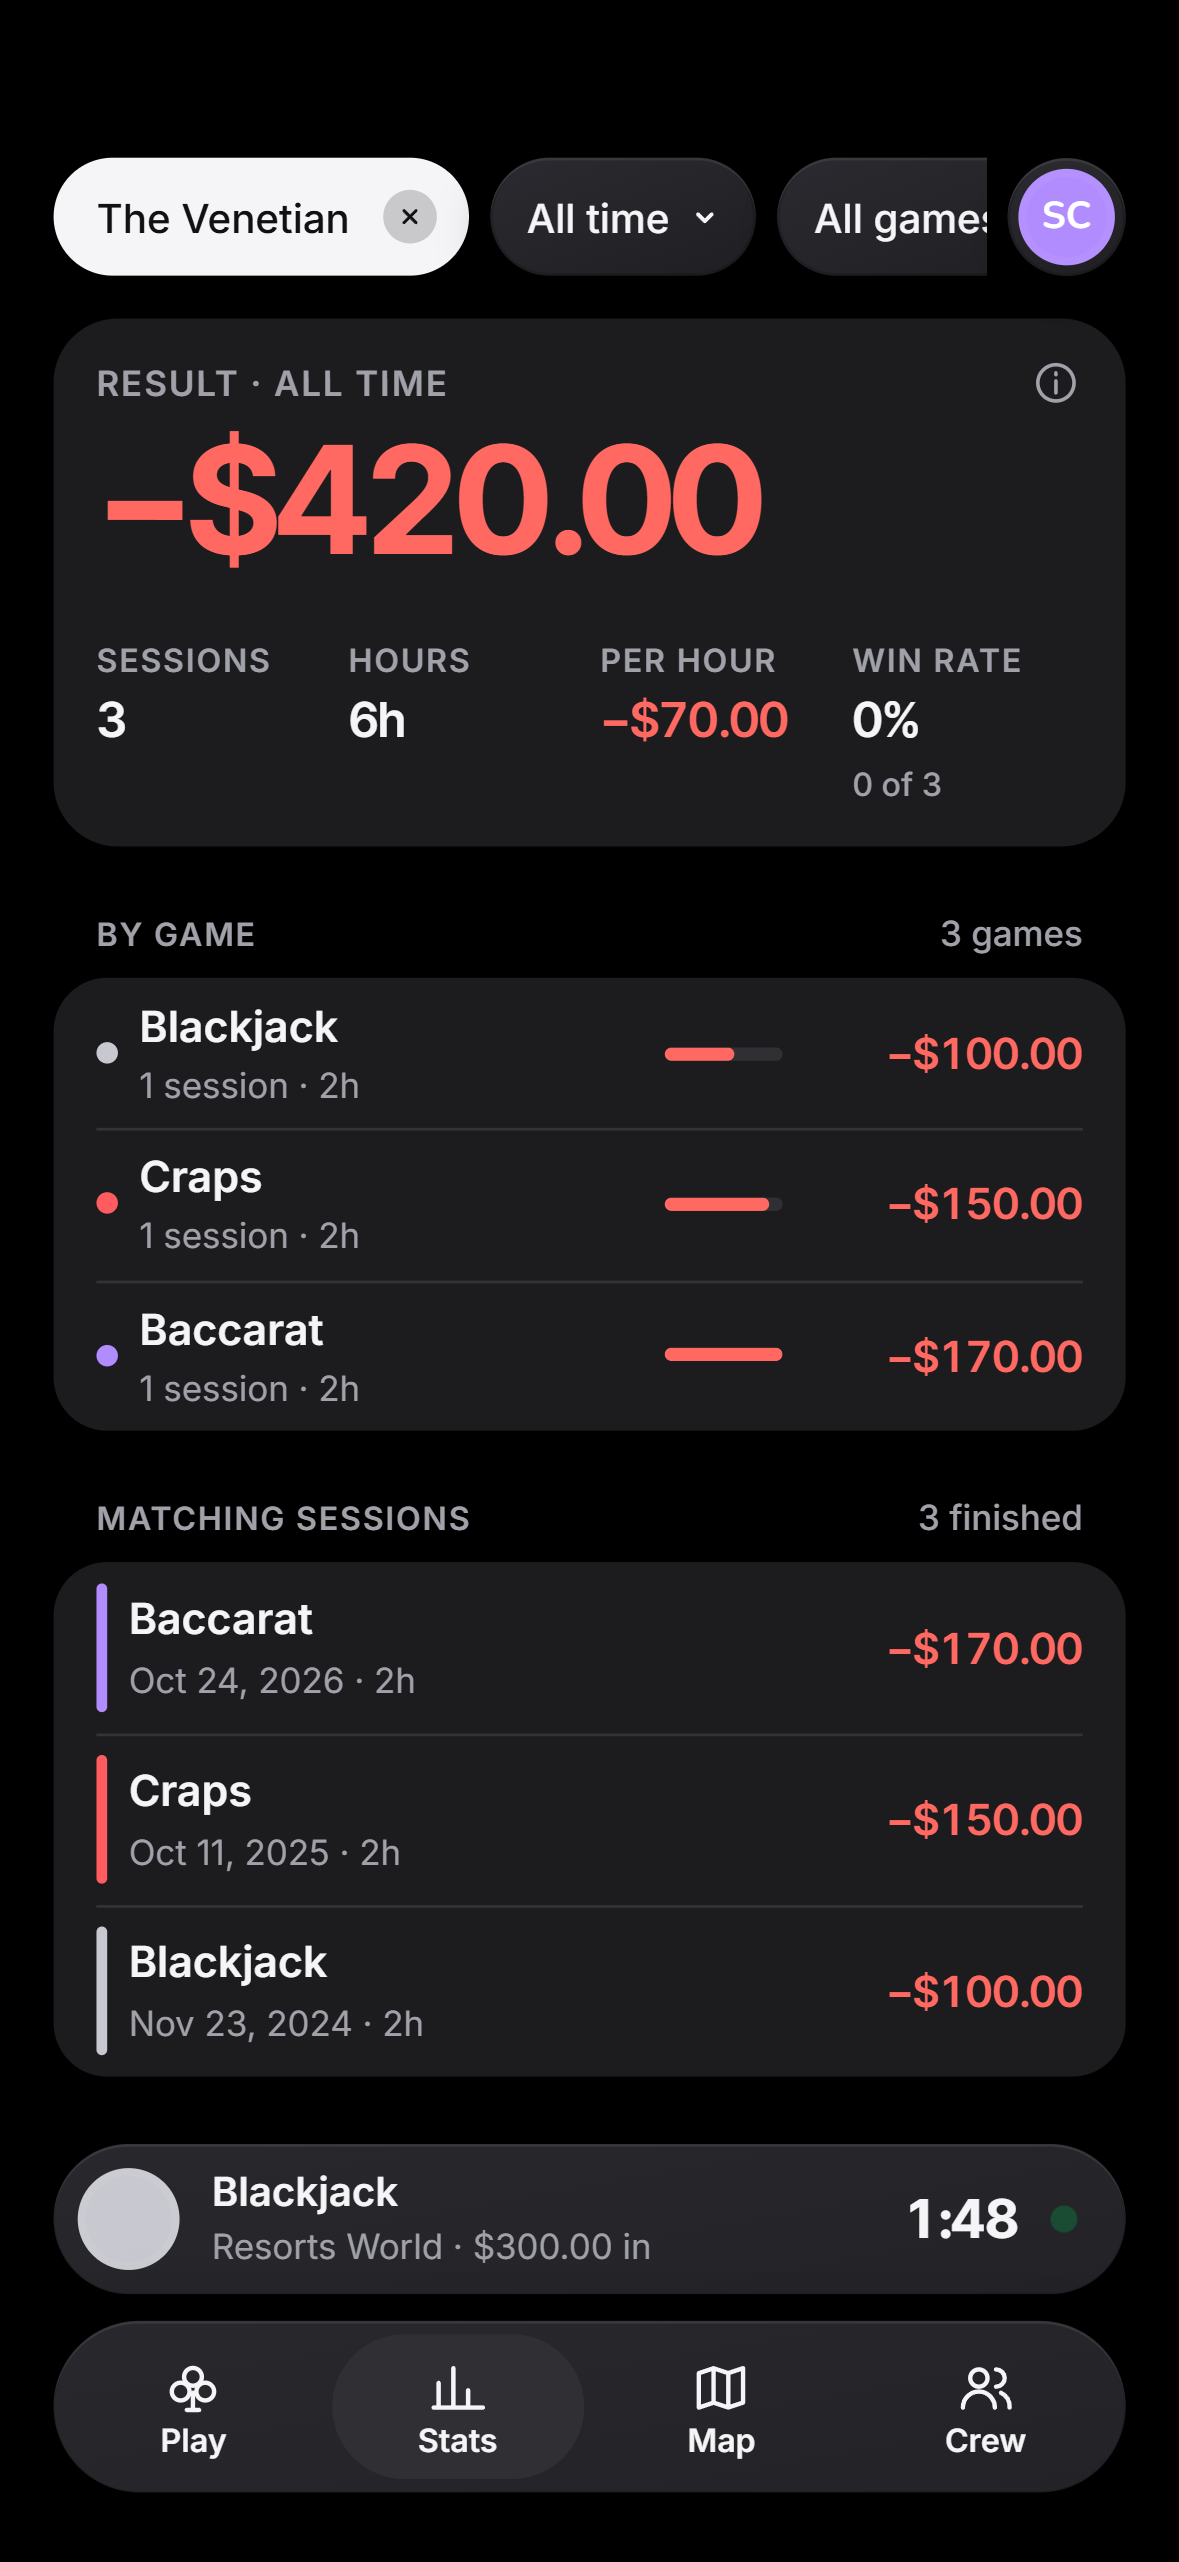 The Venetian
All time
All games
SC
RESULT · ALL TIME
–$420.00
SESSIONS HOURS PER HOUR WIN RATE
3 6h –$70.00 0%
0 of 3
BY GAME 3 games
Blackjack
1 session · 2h
–$100.00
Craps
1 session · 2h
–$150.00
Baccarat
1 session · 2h
–$170.00
MATCHING SESSIONS 3 finished
Baccarat
Oct 24, 2026 · 2h
–$170.00
Craps
Oct 11, 2025 · 2h
–$150.00
Blackjack
Nov 23, 2024 · 2h
–$100.00
Blackjack
Resorts World · $300.00 in
1:48
Play Stats Map Crew